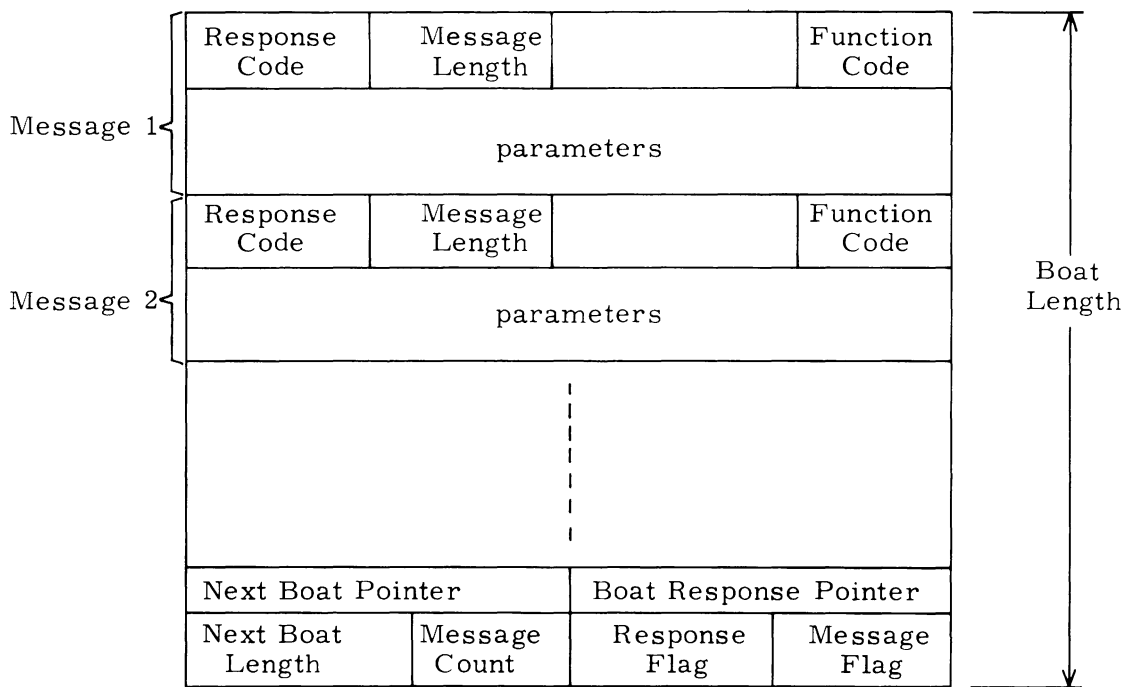 Response Code
Message Length
Function Code
Message 1
parameters
Response Code
Message Length
Function Code
Message 2
parameters
Boat Length
Next Boat Pointer
Boat Response Pointer
Next Boat Length
Message Count
Response Flag
Message Flag